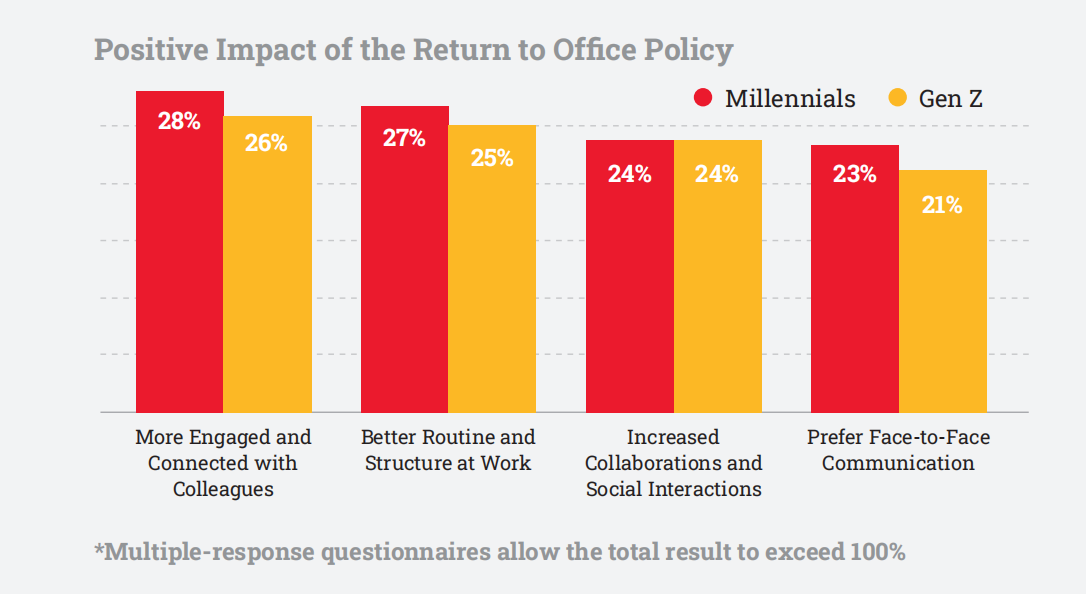 Positive Impact of the Return to Office Policy
Millennials
Gen Z
28%
26%
27%
25%
24%
24%
23%
21%
More Engaged and
Connected with
Colleagues
Better Routine and
Structure at Work
Increased
Collaborations and
Social Interactions
Prefer Face-to-Face
Communication
*Multiple-response questionnaires allow the total result to exceed 100%